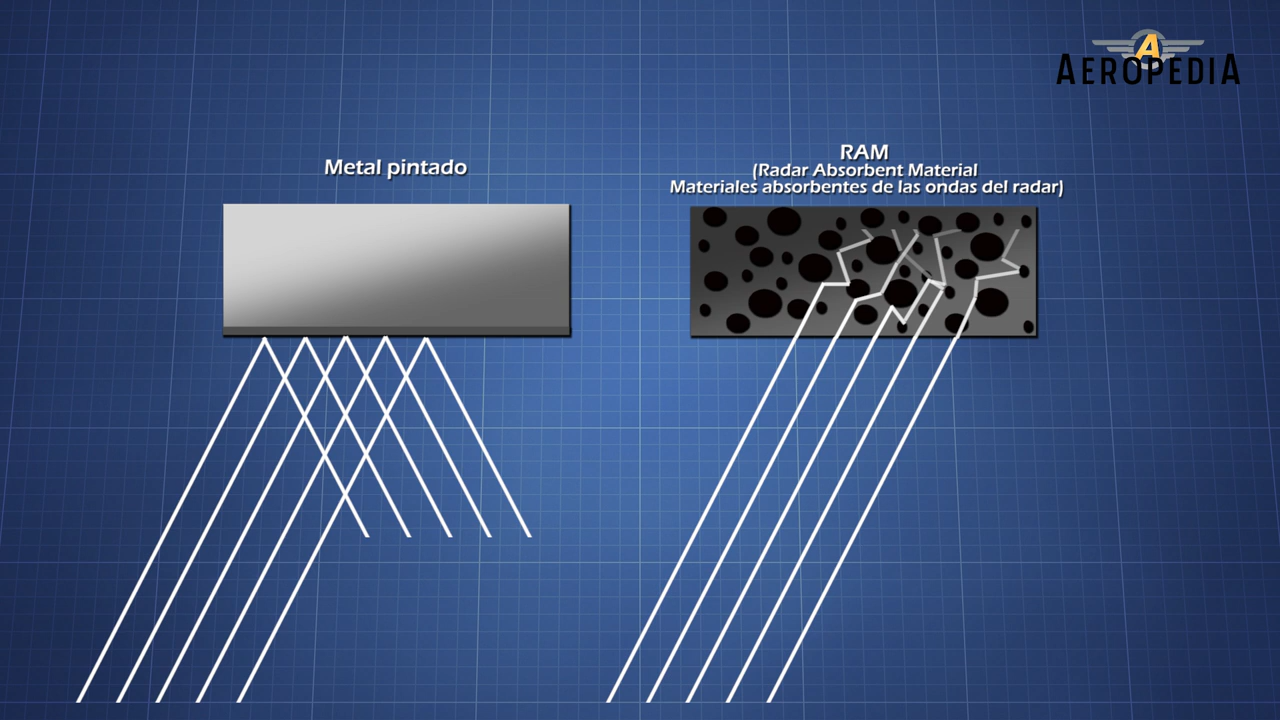 AEROPEDIA
Metal pintado
RAM
(Radar Absorbent Material
Materiales absorbentes de las ondas del radar)